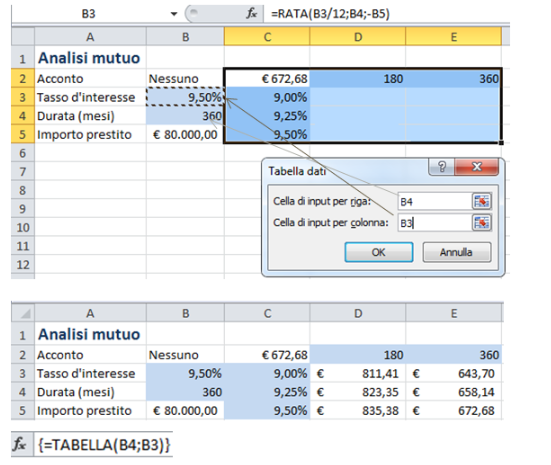 B3 fx =RATA(B3/12;B4;-B5)
A B C D E
1 Analisi mutuo
2 Acconto Nessuno € 672,68 180 360
3 Tasso d'interesse 9,50% 9,00%
4 Durata (mesi) 360 9,25%
5 Importo prestito € 80.000,00 9,50%
6
7 Tabella dati ?
8
9 Cella di input per riga: B4
10 Cella di input per colonna: B3
11 OK Annulla
12
A B C D E
1 Analisi mutuo
2 Acconto Nessuno € 672,68 180 360
3 Tasso d'interesse 9,50% 9,00% € 811,41 € 643,70
4 Durata (mesi) 360 9,25% € 823,35 € 658,14
5 Importo prestito € 80.000,00 9,50% € 835,38 € 672,68
fx {=TABELLA(B4;B3)}